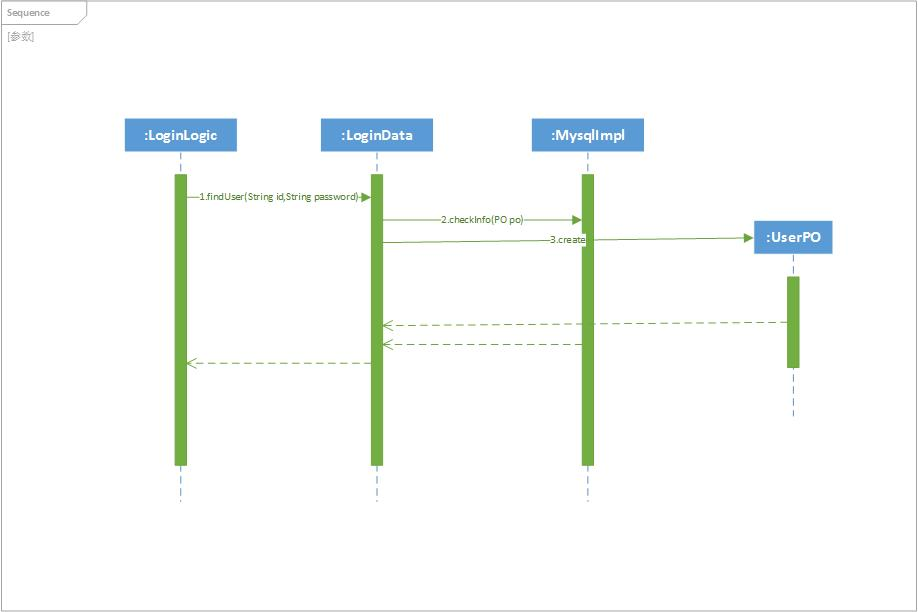 Sequence
[参数]
:LoginLogic
:LoginData
:MysqlImpl
1.findUser(String id,String password)
2.checkInfo(PO po)
3.create
:UserPO